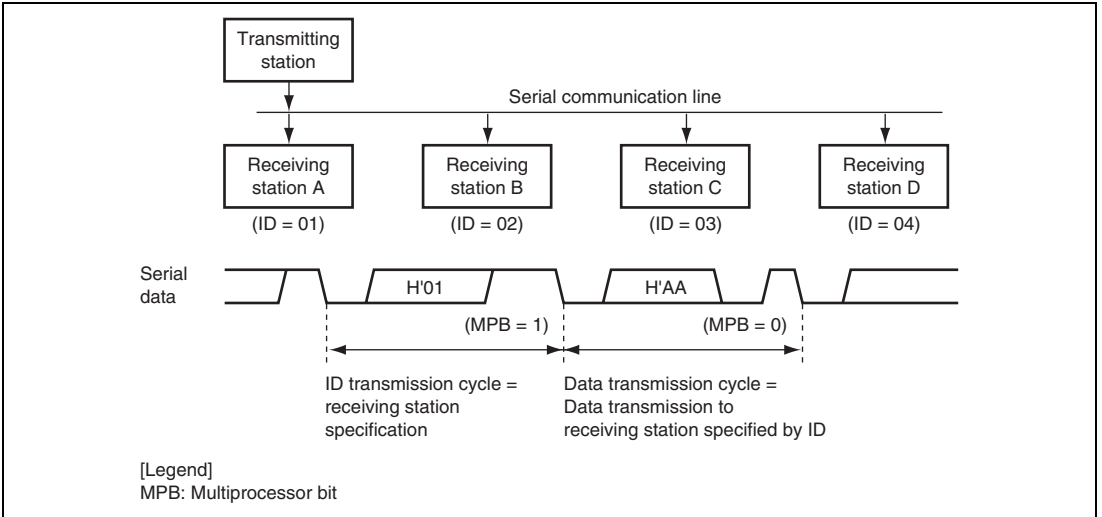 Transmitting
station
Serial communication line
Receiving
station A
Receiving
station B
Receiving
station C
Receiving
station D
(ID = 01)
(ID = 02)
(ID = 03)
(ID = 04)
Serial
data
H'01
H'AA
(MPB = 1)
(MPB = 0)
ID transmission cycle =
receiving station
specification
Data transmission cycle =
Data transmission to
receiving station specified by ID
[Legend]
MPB: Multiprocessor bit